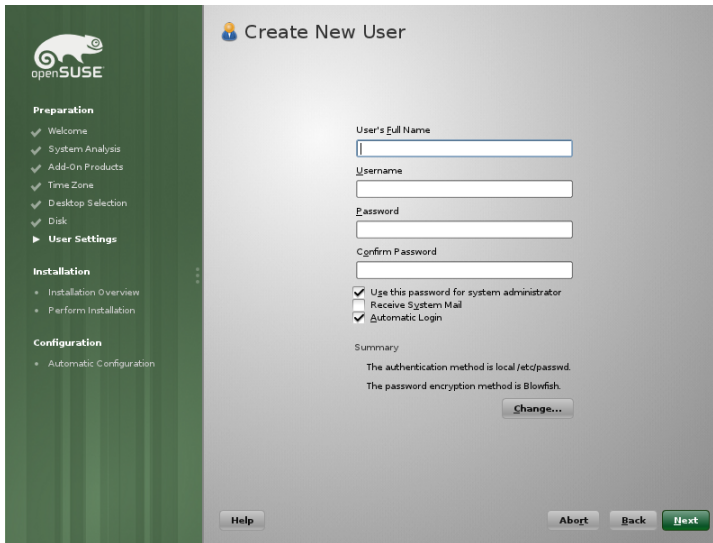 openSUSE
Preparation
Welcome
System Analysis
Add-On Products
Time Zone
Desktop Selection
Disk
User Settings
Installation
Installation Overview
Perform Installation
Configuration
Automatic Configuration
Create New User
User's Full Name
Username
Password
Confirm Password
Use this password for system administrator
Receive System Mail
Automatic Login
Summary
The authentication method is local /etc/passwd.
The password encryption method is Blowfish.
Change...
Help
Abort
Back
Next